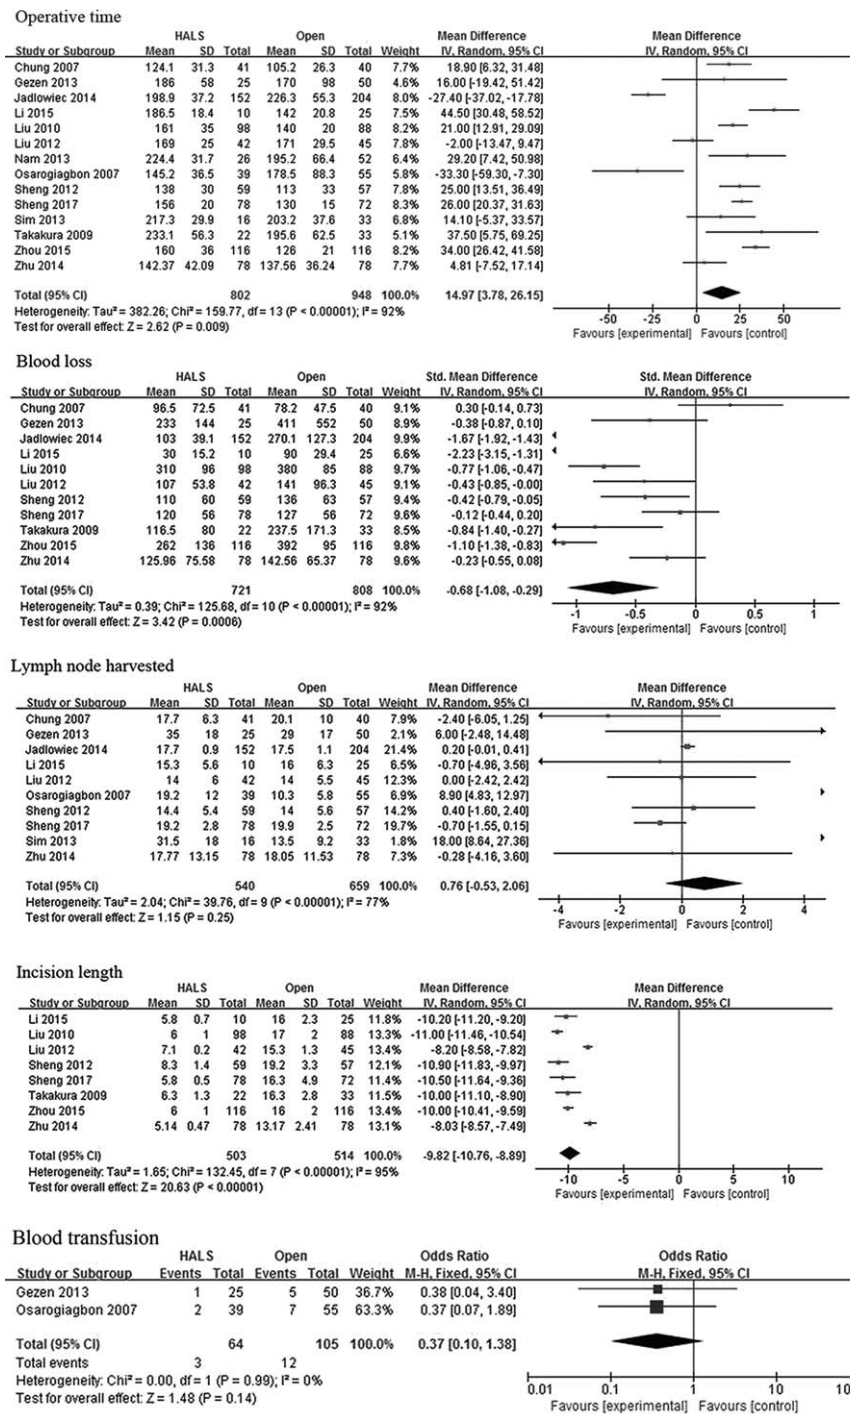 Operative time
HALS Open Mean Difference Mean Difference
Study or Subgroup Mean SD Total Mean SD Total Weight IV, Random, 95% CI IV, Random, 95% CI
Chung 2007 124.1 31.3 41 105.2 26.3 40 7.7% 18.90 [6.32, 31.48]
Gezen 2013 186 58 25 170 98 50 4.6% 16.00 [-19.42, 51.42]
Jadlowiec 2014 198.9 37.2 152 226.3 55.3 204 8.0% -27.40 [-37.02, -17.78]
Li 2015 186.5 18.4 10 142 20.8 25 7.4% 44.50 [30.48, 58.52]
Liu 2010 161 35 98 140 20 88 8.2% 21.00 [12.91, 29.09]
Liu 2012 169 25 42 171 29.5 45 7.8% -2.00 [-13.47, 9.47]
Nam 2013 224.4 31.7 26 195.2 66.4 52 6.4% 29.20 [7.42, 50.98]
Osarogiagbon 2007 145.2 36.5 39 178.5 88.3 55 5.8% -33.30 [-59.30, -7.30]
Sheng 2012 138 30 59 113 33 57 7.8% 25.00 [13.51, 36.49]
Sheng 2017 156 20 78 130 15 72 8.4% 26.00 [20.37, 31.63]
Sim 2013 217.3 29.9 16 203.2 37.6 33 6.7% 14.10 [-5.37, 33.57]
Takakura 2009 233.1 56.3 22 195.6 62.5 33 5.0% 37.50 [5.75, 69.25]
Zhou 2015 160 36 116 126 21 116 8.2% 34.00 [26.42, 41.58]
Zhu 2014 142.37 42.09 78 137.56 36.24 78 7.7% 4.81 [-7.52, 17.14]
Total (95% CI) 802 948 100.0% 14.97 [3.78, 26.15]
Heterogeneity: Tau² = 382.26; Chi² = 159.77, df = 13 (P < 0.00001); I² = 92%
Test for overall effect: Z = 2.62 (P = 0.009)
-50 -25 0 25 50
Favours [experimental] Favours [control]
Blood loss
HALS Open Std. Mean Difference Std. Mean Difference
Study or Subgroup Mean SD Total Mean SD Total Weight IV, Random, 95% CI IV, Random, 95% CI
Chung 2007 96.5 72.5 41 78.2 47.5 40 9.1% 0.30 [-0.14, 0.73]
Gezen 2013 233 144 25 411 552 50 8.8% -0.38 [-0.87, 0.10]
Jadlowiec 2014 103 39.1 152 270.1 127.3 204 9.9% -1.67 [-1.92, -1.43]
Li 2015 30 15.2 10 90 29.4 25 6.4% -2.23 [-3.15, -1.31]
Liu 2010 310 96 98 380 85 88 9.7% -0.77 [-1.06, -0.47]
Liu 2012 107 53.8 42 141 96.3 45 9.2% -0.43 [-0.85, -0.00]
Sheng 2012 110 60 59 136 63 57 9.4% -0.42 [-0.79, -0.05]
Sheng 2017 120 56 78 127 56 72 9.6% -0.12 [-0.44, 0.20]
Takakura 2009 116.5 80 22 237.5 171.3 33 8.4% -0.84 [-1.40, -0.27]
Zhou 2015 262 136 116 392 95 116 9.8% -1.10 [-1.38, -0.83]
Zhu 2014 125.96 75.58 78 142.56 65.37 78 9.6% -0.23 [-0.55, 0.08]
Total (95% CI) 721 808 100.0% -0.68 [-1.08, -0.29]
Heterogeneity: Tau² = 0.39; Chi² = 125.68, df = 10 (P < 0.00001); I² = 92%
Test for overall effect: Z = 3.42 (P = 0.0006)
-1 -0.5 0 0.5 1
Favours [experimental] Favours [control]
Lymph node harvested
HALS Open Mean Difference Mean Difference
Study or Subgroup Mean SD Total Mean SD Total Weight IV, Random, 95% CI IV, Random, 95% CI
Chung 2007 17.7 6.3 41 20.1 10 40 7.9% -2.40 [-6.05, 1.25]
Gezen 2013 35 18 25 29 17 50 2.1% 6.00 [-2.48, 14.48]
Jadlowiec 2014 17.7 0.9 152 17.5 1.1 204 21.4% 0.20 [-0.01, 0.41]
Li 2015 15.3 5.6 10 16 6.3 25 6.5% -0.70 [-4.96, 3.56]
Liu 2012 14 6 42 14 5.5 45 12.3% 0.00 [-2.42, 2.42]
Osarogiagbon 2007 19.2 12 39 10.3 5.8 55 6.9% 8.90 [4.83, 12.97]
Sheng 2012 14.4 5.4 59 14 5.6 57 14.2% 0.40 [-1.60, 2.40]
Sheng 2017 19.2 2.8 78 19.9 2.5 72 19.7% -0.70 [-1.55, 0.15]
Sim 2013 31.5 18 16 13.5 9.2 33 1.8% 18.00 [8.64, 27.36]
Zhu 2014 17.77 13.15 78 18.05 11.53 78 7.3% -0.28 [-4.16, 3.60]
Total (95% CI) 540 659 100.0% 0.76 [-0.53, 2.06]
Heterogeneity: Tau² = 2.04; Chi² = 39.76, df = 9 (P < 0.00001); I² = 77%
Test for overall effect: Z = 1.15 (P = 0.25)
-4 -2 0 2 4
Favours [experimental] Favours [control]
Incision length
HALS Open Mean Difference Mean Difference
Study or Subgroup Mean SD Total Mean SD Total Weight IV, Random, 95% CI IV, Random, 95% CI
Li 2015 5.8 0.7 10 16 2.3 25 11.8% -10.20 [-11.20, -9.20]
Liu 2010 6 1 98 17 2 88 13.3% -11.00 [-11.46, -10.54]
Liu 2012 7.1 0.2 42 15.3 1.3 45 13.4% -8.20 [-8.58, -7.82]
Sheng 2012 8.3 1.4 59 19.2 3.3 57 12.1% -10.90 [-11.83, -9.97]
Sheng 2017 5.8 0.5 78 16.3 4.9 72 11.4% -10.50 [-11.64, -9.36]
Takakura 2009 6.3 1.3 22 16.3 2.8 33 11.5% -10.00 [-11.10, -8.90]
Zhou 2015 6 1 116 16 2 116 13.4% -10.00 [-10.41, -9.59]
Zhu 2014 5.14 0.47 78 13.17 2.41 78 13.1% -8.03 [-8.57, -7.49]
Total (95% CI) 503 514 100.0% -9.82 [-10.76, -8.89]
Heterogeneity: Tau² = 1.65; Chi² = 132.45, df = 7 (P < 0.00001); I² = 95%
Test for overall effect: Z = 20.63 (P < 0.00001)
-10 -5 0 5 10
Favours [experimental] Favours [control]
Blood transfusion
HALS Open Odds Ratio Odds Ratio
Study or Subgroup Events Total Events Total Weight M-H, Fixed, 95% CI M-H, Fixed, 95% CI
Gezen 2013 1 25 5 50 36.7% 0.38 [0.04, 3.40]
Osarogiagbon 2007 2 39 7 55 63.3% 0.37 [0.07, 1.89]
Total (95% CI) 64 105 100.0% 0.37 [0.10, 1.38]
Total events 3 12
Heterogeneity: Chi² = 0.00, df = 1 (P = 0.99); I² = 0%
Test for overall effect: Z = 1.48 (P = 0.14)
0.01 0.1 1 10
Favours [experimental] Favours [control]